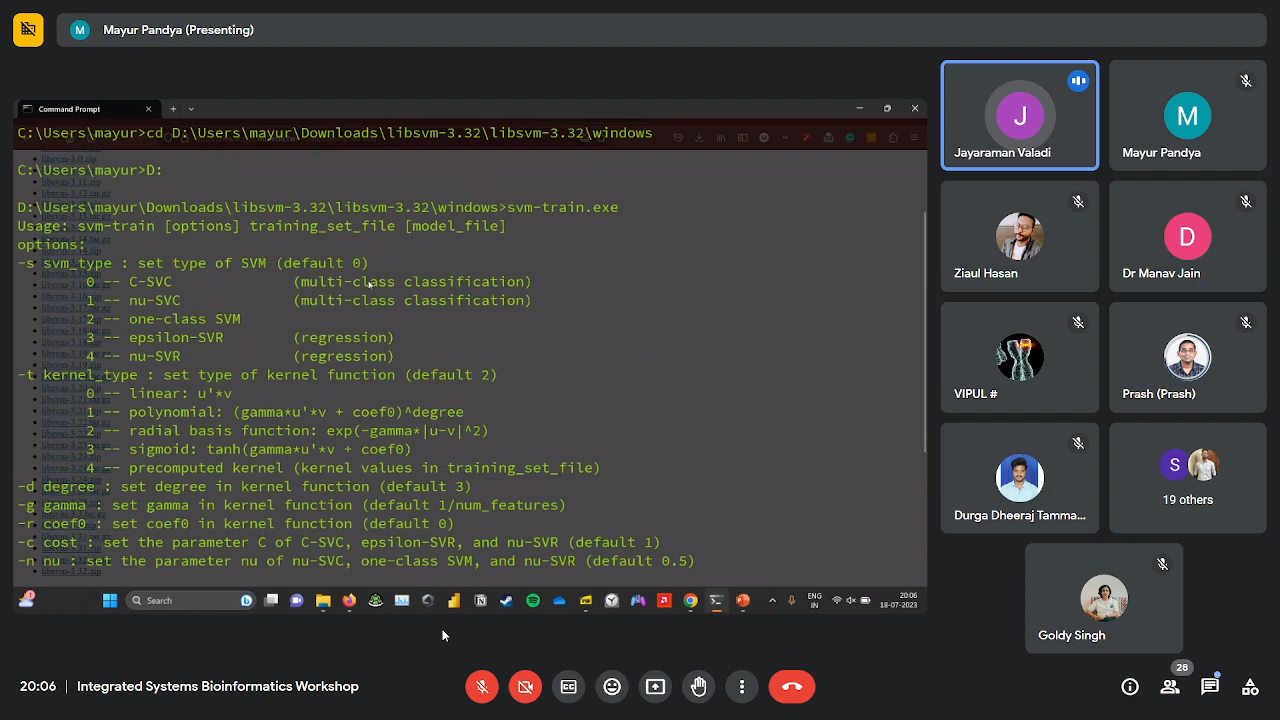 M
Mayur Pandya (Presenting)
Command Prompt
C:\Users\mayur>cd D:\Users\mayur\Downloads\libsvm-3.32\libsvm-3.32\windows
C:\Users\mayur>D:
D:\Users\mayur\Downloads\libsvm-3.32\libsvm-3.32\windows>svm-train.exe
Usage: svm-train [options] training_set_file [model_file]
options:
-s svm_type : set type of SVM (default 0)
0 -- C-SVC (multi-class classification)
1 -- nu-SVC (multi-class classification)
2 -- one-class SVM
3 -- epsilon-SVR (regression)
4 -- nu-SVR (regression)
-t kernel_type : set type of kernel function (default 2)
0 -- linear: u'*v
1 -- polynomial: (gamma*u'*v + coef0)^degree
2 -- radial basis function: exp(-gamma*|u-v|^2)
3 -- sigmoid: tanh(gamma*u'*v + coef0)
4 -- precomputed kernel (kernel values in training_set_file)
-d degree : set degree in kernel function (default 3)
-g gamma : set gamma in kernel function (default 1/num_features)
-r coef0 : set coef0 in kernel function (default 0)
-c cost : set the parameter C of C-SVC, epsilon-SVR, and nu-SVR (default 1)
-n nu : set the parameter nu of nu-SVC, one-class SVM, and nu-SVR (default 0.5)
Search
ENG
IN
20:06
18-07-2023
J
Jayaraman Valadi
M
Mayur Pandya
Ziaul Hasan
D
Dr Manav Jain
VIPUL #
Prash (Prash)
Durga Dheeraj Tamma...
S
19 others
Goldy Singh
20:06 | Integrated Systems Bioinformatics Workshop
28